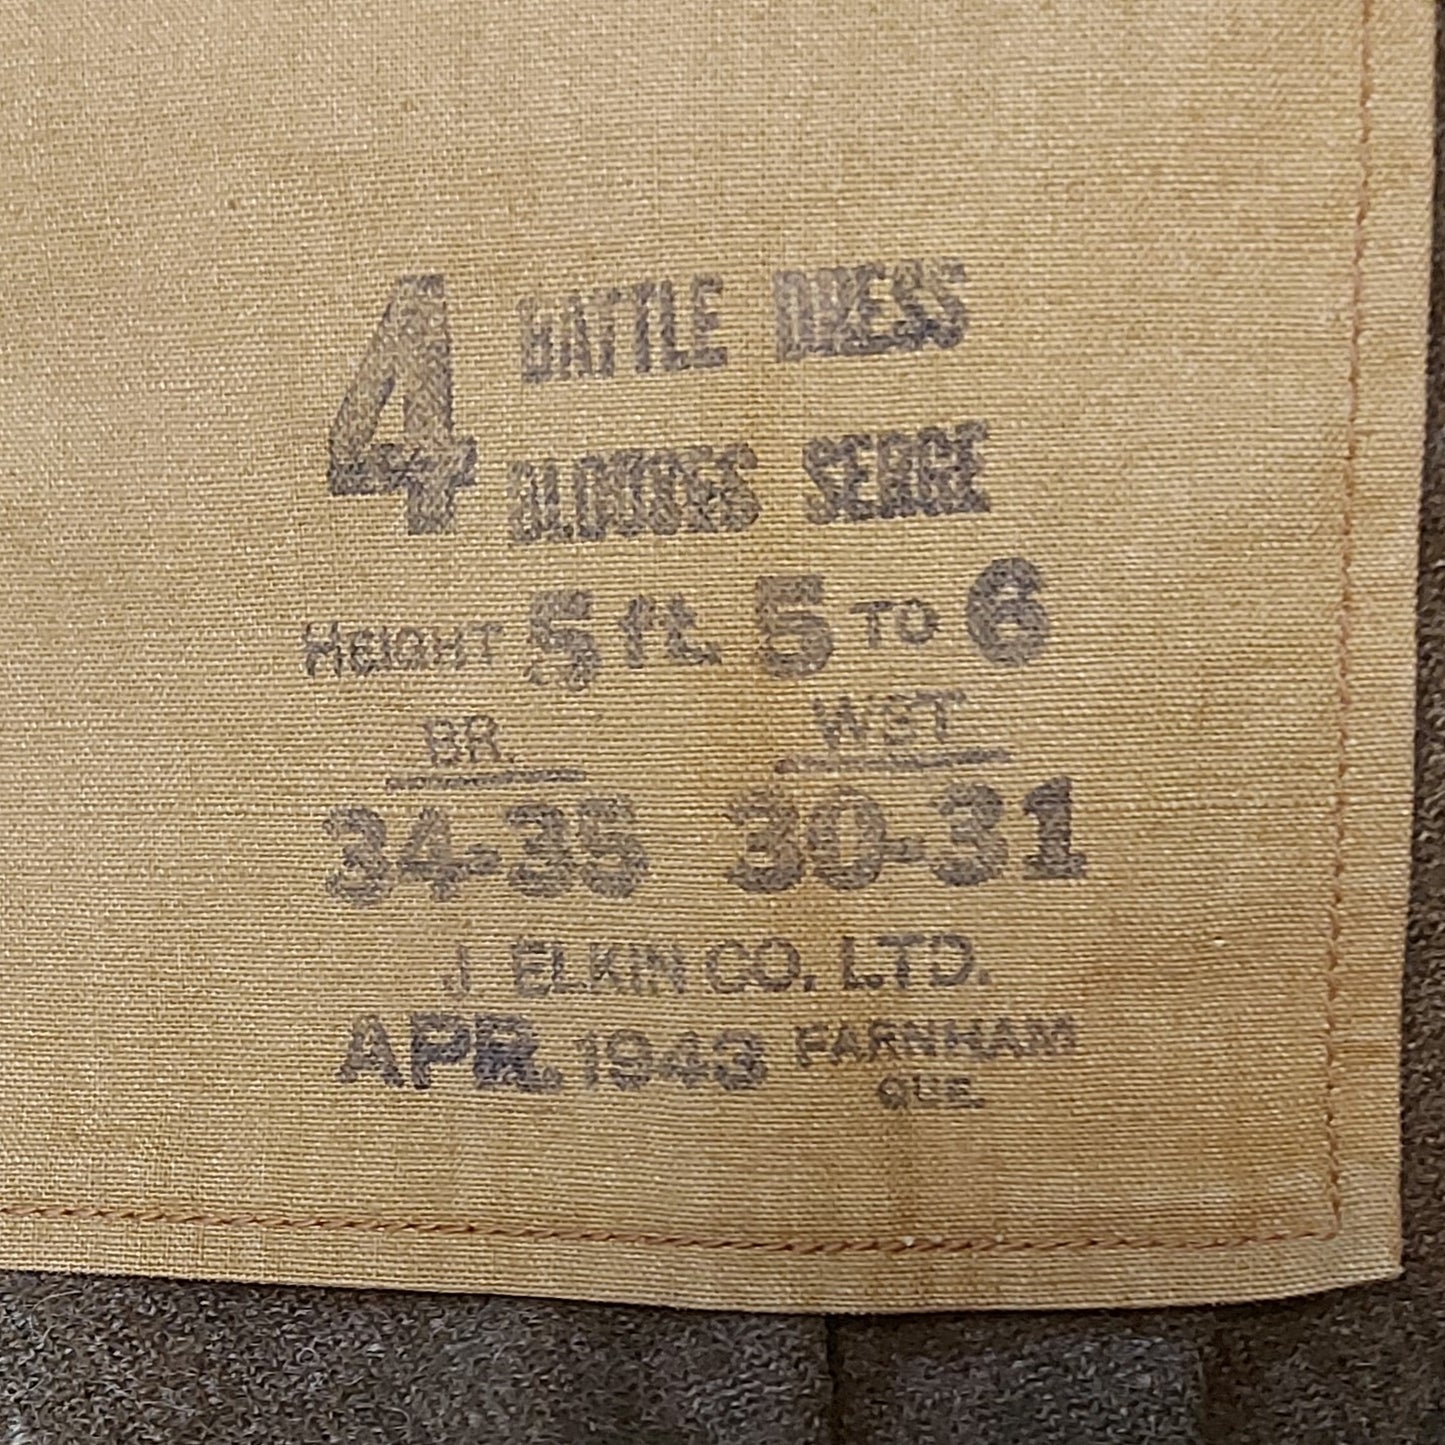 4 BATTLE DRESS
BLOUSES SERGE
HEIGHT 5 ft. 5 TO 6
BR. WST
34-35 30-31
J. ELKIN CO. LTD.
APR. 1943 FARNHAM
QUE.